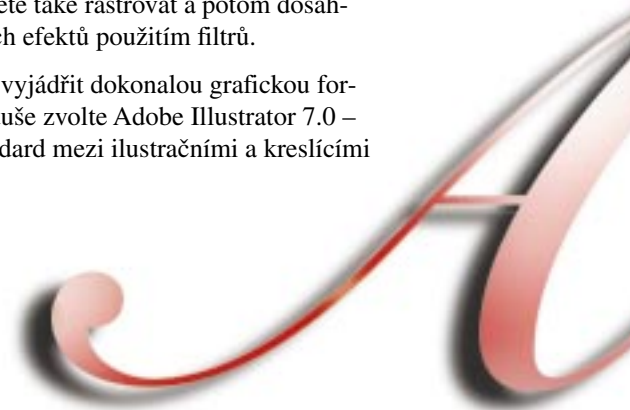 ete také rastrovat a potom dosáh-
ch efektů použitím filtrů.
vyjádřit dokonalou grafickou for-
uše zvolte Adobe Illustrator 7.0 –
dard mezi ilustračními a kreslícími
A